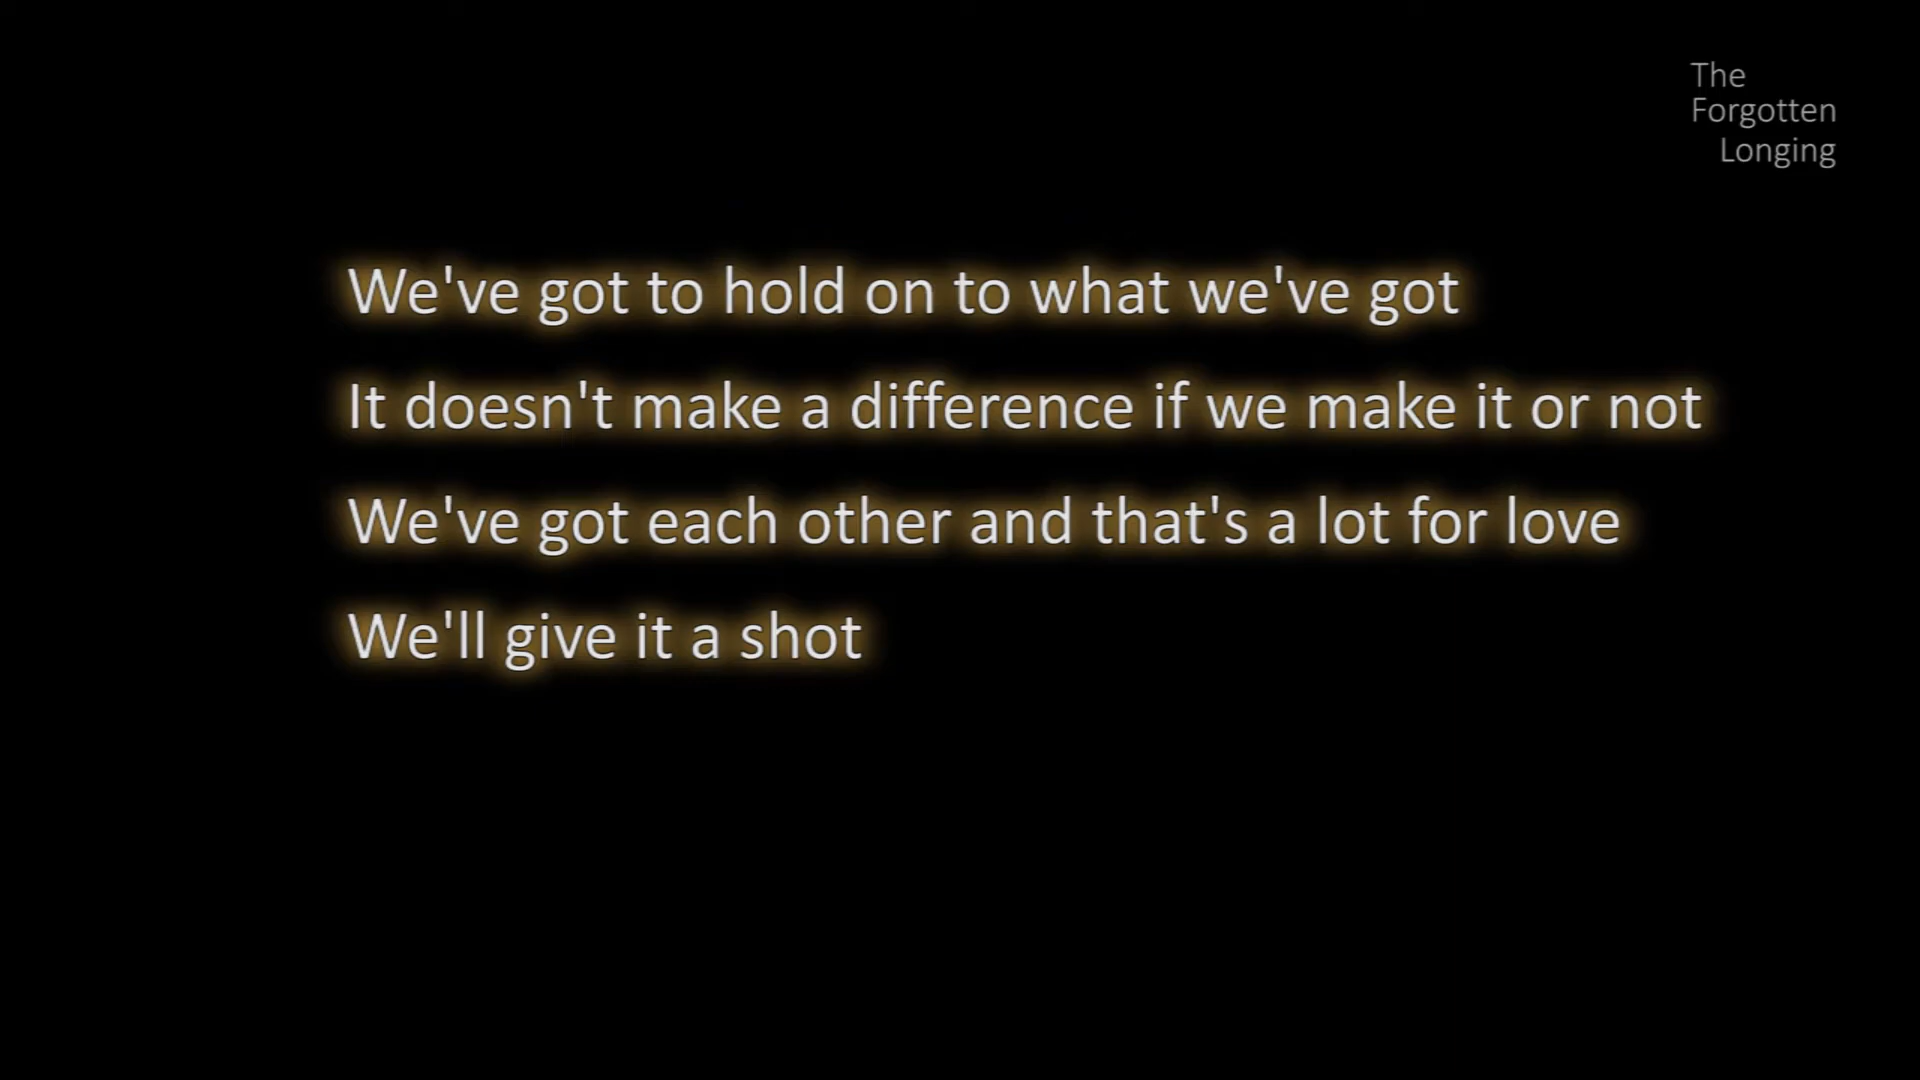 The
Forgotten
Longing
We've got to hold on to what we've got
It doesn't make a difference if we make it or not
We've got each other and that's a lot for love
We'll give it a shot